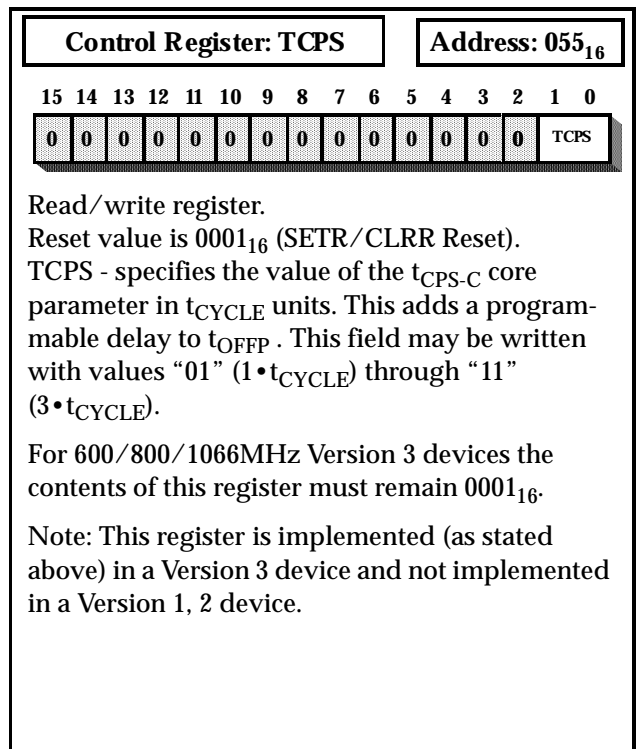 Control Register: TCPS Address: 055₁₆
15 14 13 12 11 10 9 8 7 6 5 4 3 2 1 0
0 0 0 0 0 0 0 0 0 0 0 0 0 0 TCPS
Read/write register.
Reset value is 0001₁₆ (SETR/CLRR Reset).
TCPS - specifies the value of the t_CPS-C core
parameter in t_CYCLE units. This adds a program-
mable delay to t_OFFP . This field may be written
with values “01” (1•t_CYCLE) through “11”
(3•t_CYCLE).
For 600/800/1066MHz Version 3 devices the
contents of this register must remain 0001₁₆.
Note: This register is implemented (as stated
above) in a Version 3 device and not implemented
in a Version 1, 2 device.